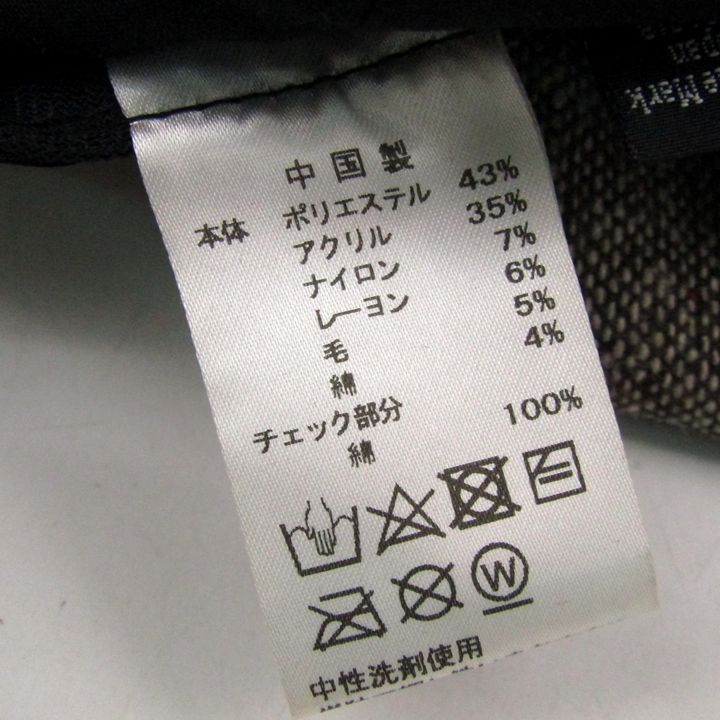 中国製
本体 ポリエステル 43%
アクリル 35%
ナイロン 7%
レーヨン 6%
毛 5%
綿 4%
チェック部分
綿 100%
W
中性洗剤使用
Mark